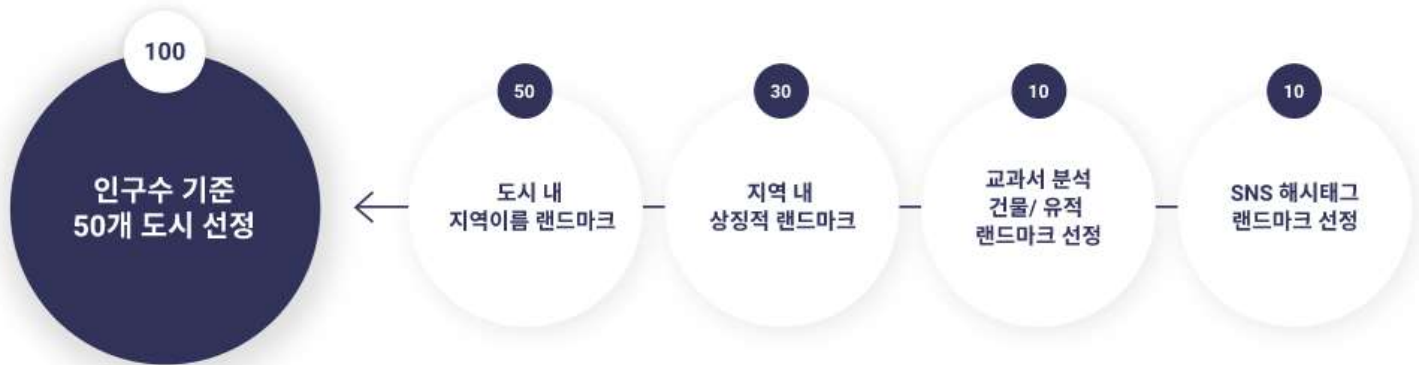 100
인구수 기준
50개 도시 선정
50
도시 내
지역이름 랜드마크
30
지역 내
상징적 랜드마크
10
교과서 분석
건물/ 유적
랜드마크 선정
10
SNS 해시태그
랜드마크 선정